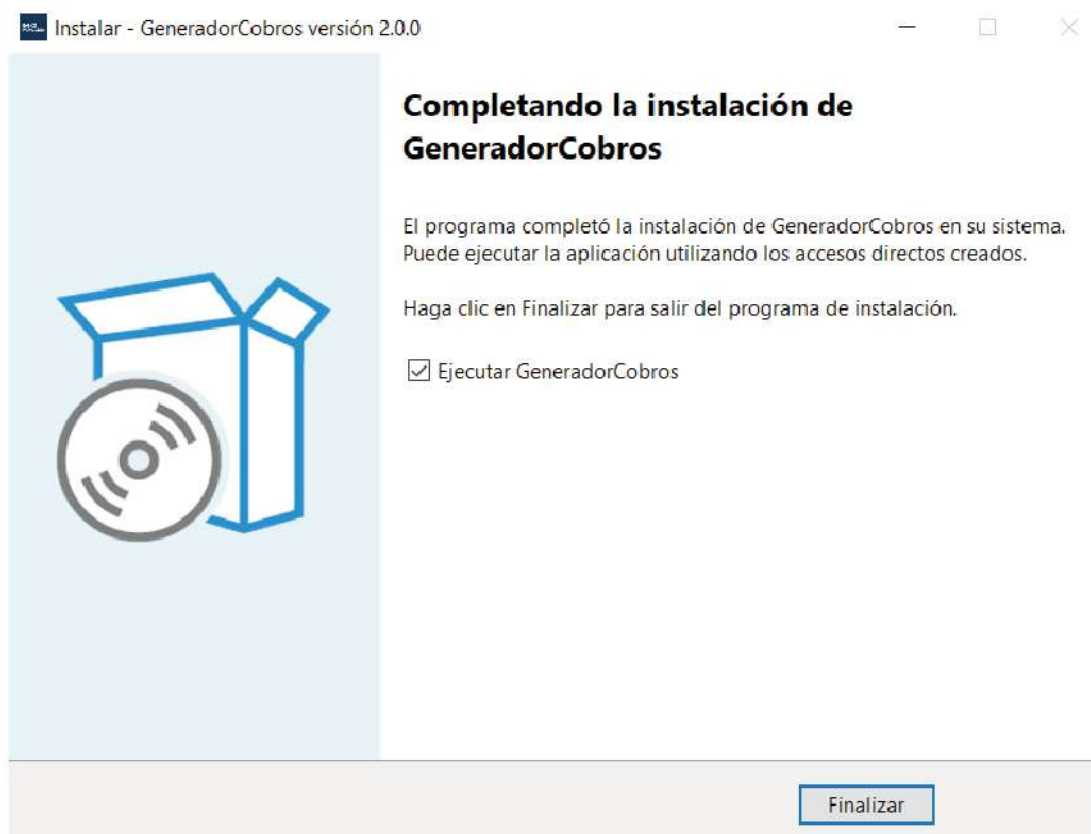 Instalar - GeneradorCobros versión 2.0.0
Completando la instalación de
GeneradorCobros
El programa completó la instalación de GeneradorCobros en su sistema.
Puede ejecutar la aplicación utilizando los accesos directos creados.
Haga clic en Finalizar para salir del programa de instalación.
Ejecutar GeneradorCobros
Finalizar